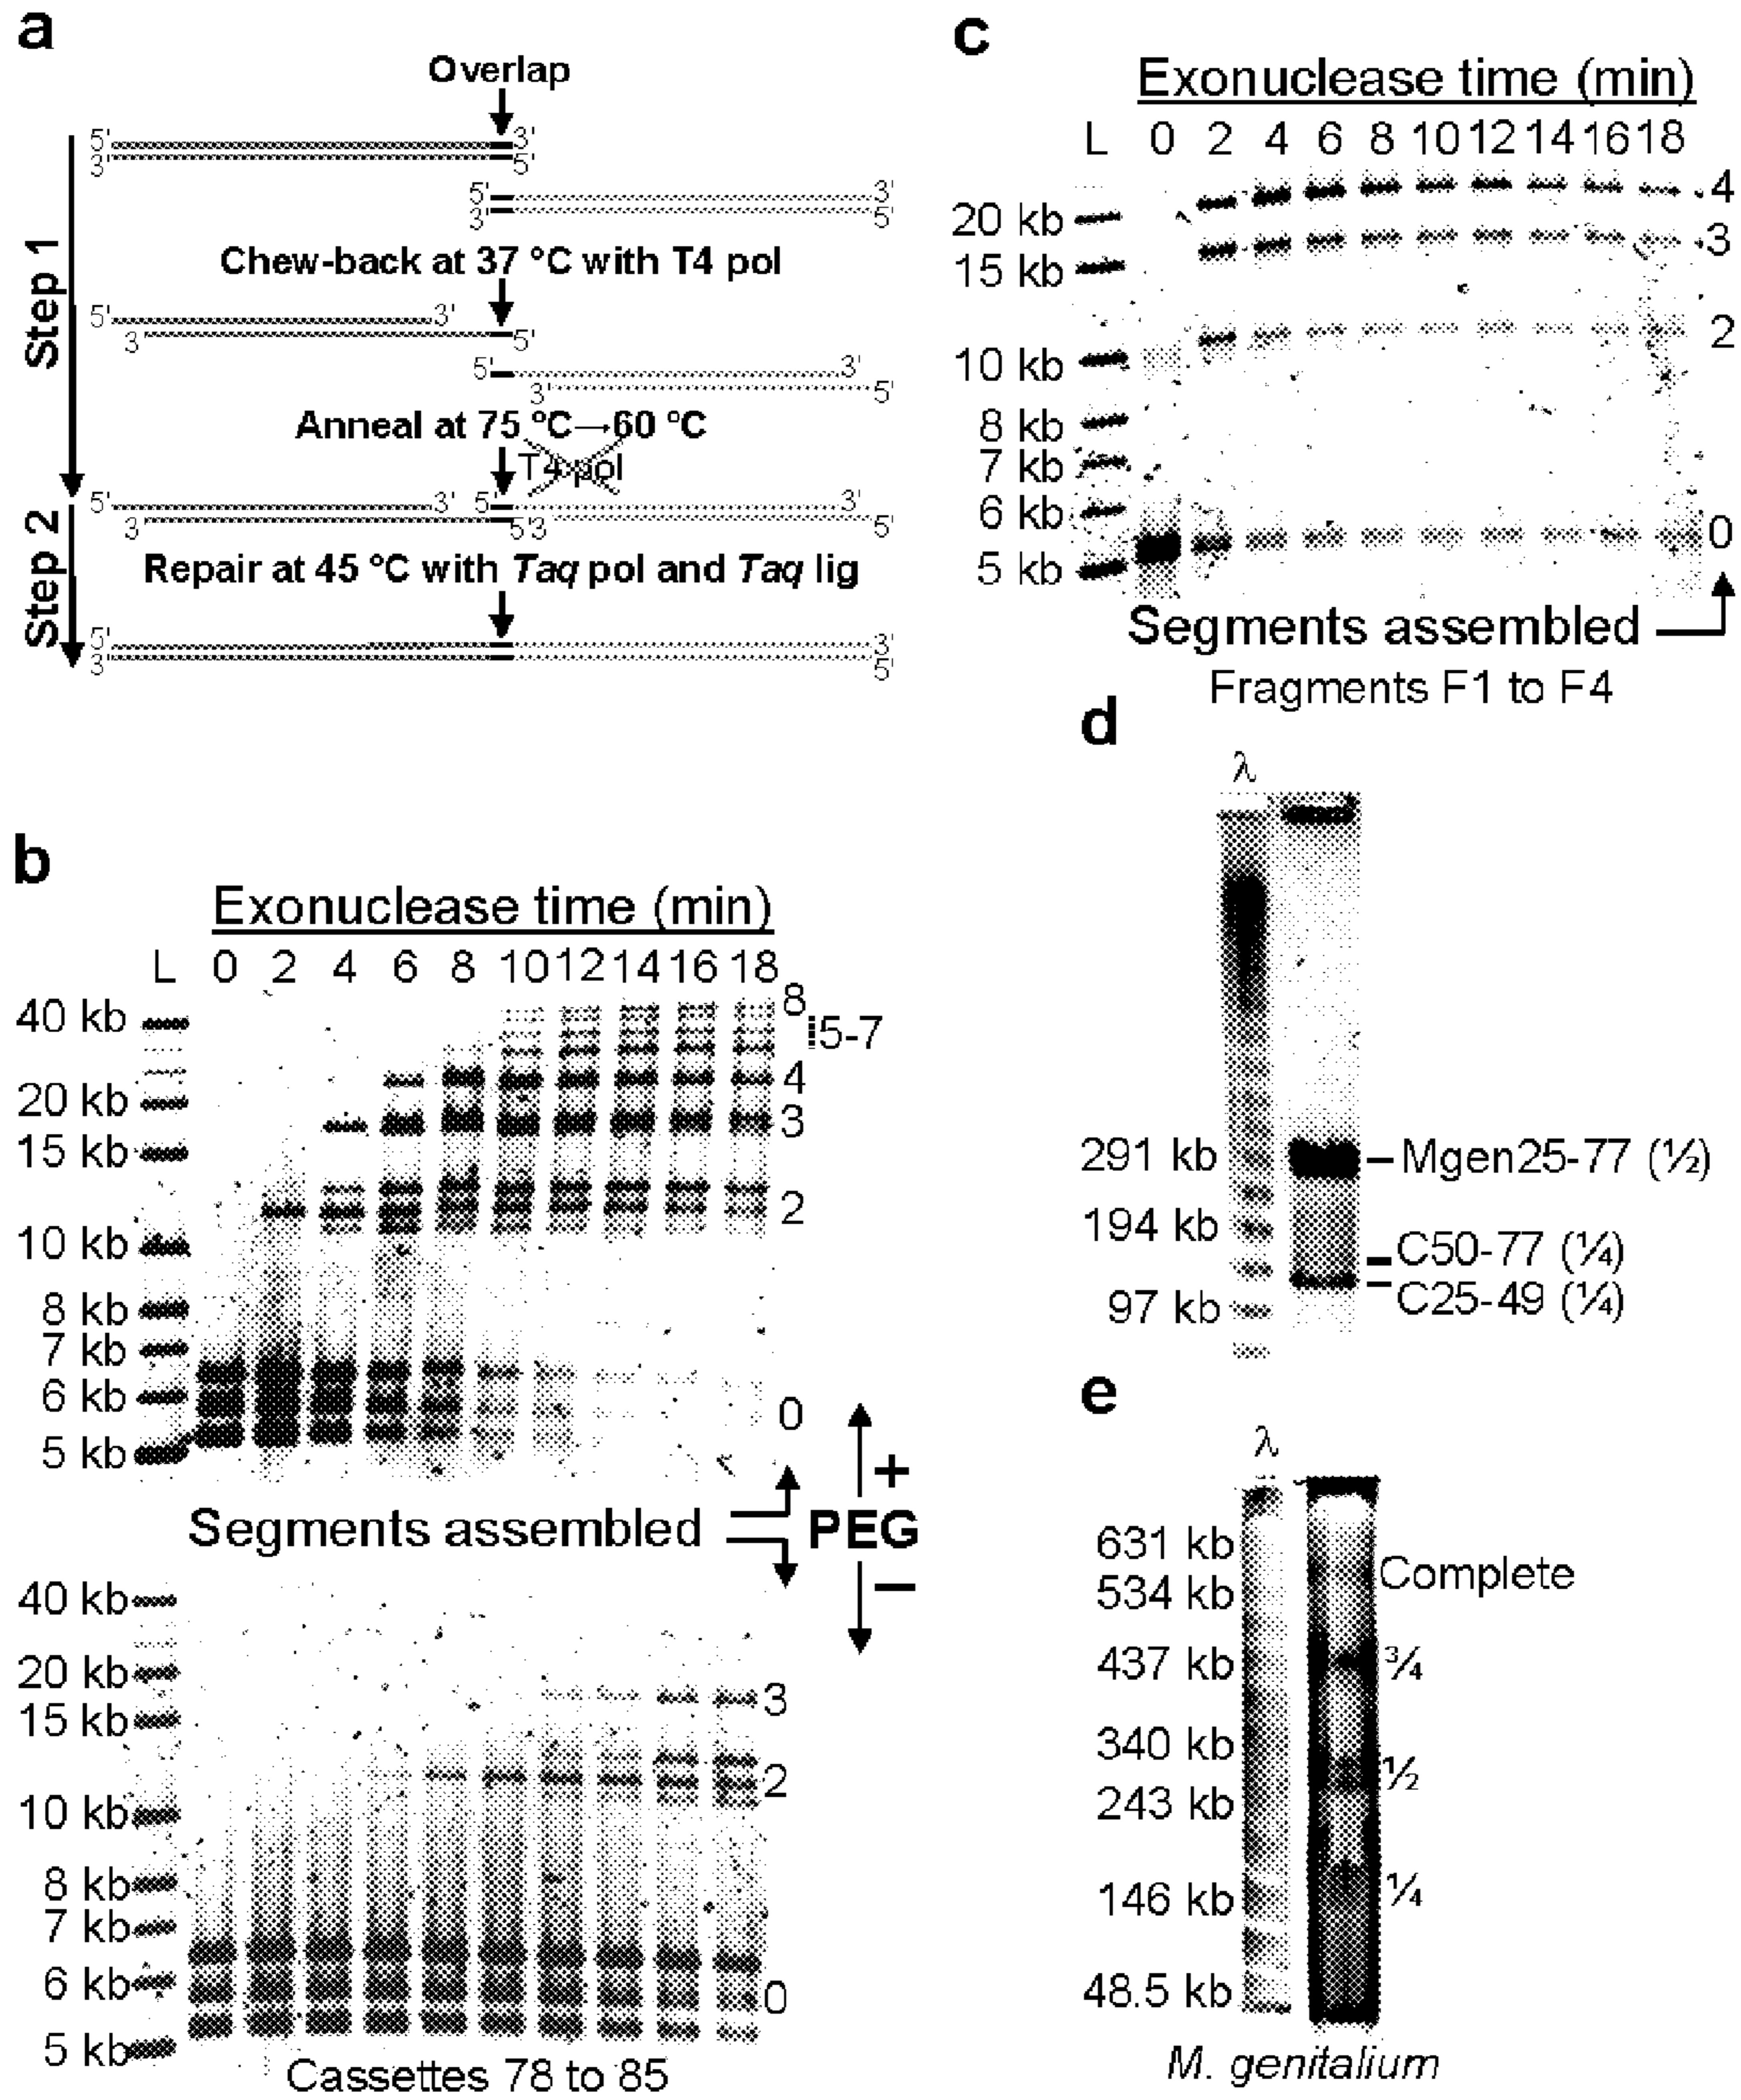 a
Overlap
5' 3'
3' 5'
5' 3'
3' 5'
Step 1
Chew-back at 37 °C with T4 pol
5' 3'
3' 5'
5' 3'
3' 5'
Anneal at 75 °C→60 °C
T4 pol
5' 3' 5' 3'
3' 5'3' 5'
Step 2
Repair at 45 °C with Taq pol and Taq lig
5' 3'
3' 5'
b
Exonuclease time (min)
L 0 2 4 6 8 10 12 14 16 18
40 kb
20 kb
15 kb
10 kb
8 kb
7 kb
6 kb
5 kb
8
5-7
4
3
2
0
Segments assembled
+
PEG
−
40 kb
20 kb
15 kb
10 kb
8 kb
7 kb
6 kb
5 kb
3
2
0
Cassettes 78 to 85
c
Exonuclease time (min)
L 0 2 4 6 8 10 12 14 16 18
20 kb
15 kb
10 kb
8 kb
7 kb
6 kb
5 kb
4
3
2
0
Segments assembled
Fragments F1 to F4
d
λ
291 kb
194 kb
97 kb
Mgen25-77 (½)
C50-77 (¼)
C25-49 (¼)
e
λ
631 kb
534 kb
437 kb
340 kb
243 kb
146 kb
48.5 kb
Complete
¾
½
¼
M. genitalium